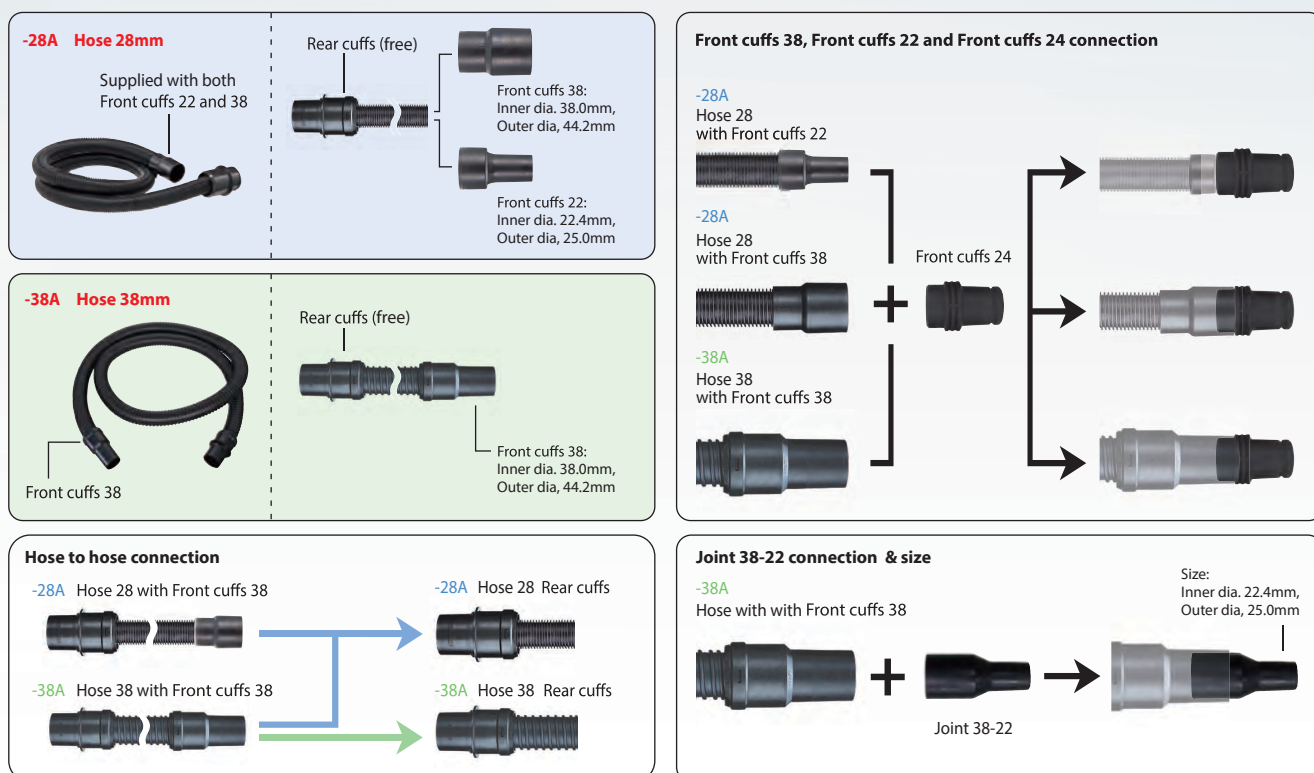 -28A Hose 28mm
Supplied with both
Front cuffs 22 and 38
Rear cuffs (free)
Front cuffs 38:
Inner dia. 38.0mm,
Outer dia, 44.2mm
Front cuffs 22:
Inner dia. 22.4mm,
Outer dia, 25.0mm
-38A Hose 38mm
Front cuffs 38
Rear cuffs (free)
Front cuffs 38:
Inner dia. 38.0mm,
Outer dia, 44.2mm
Hose to hose connection
-28A Hose 28 with Front cuffs 38
-28A Hose 28 Rear cuffs
-38A Hose 38 with Front cuffs 38
-38A Hose 38 Rear cuffs
Front cuffs 38, Front cuffs 22 and Front cuffs 24 connection
-28A
Hose 28
with Front cuffs 22
-28A
Hose 28
with Front cuffs 38
Front cuffs 24
-38A
Hose 38
with Front cuffs 38
Joint 38-22 connection & size
-38A
Hose with with Front cuffs 38
Joint 38-22
Size:
Inner dia. 22.4mm,
Outer dia, 25.0mm